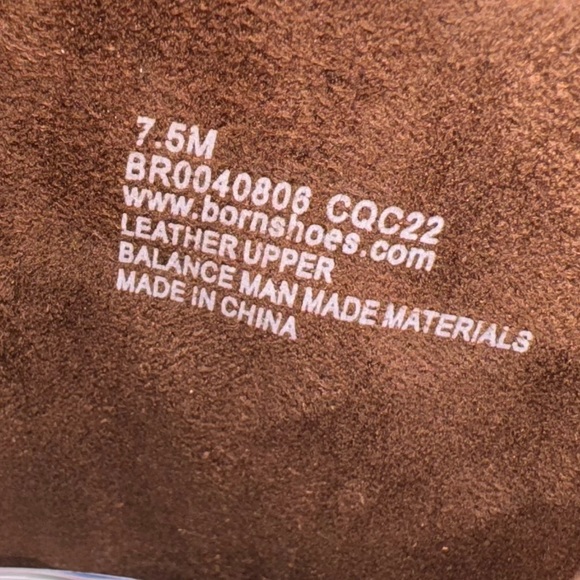 7.5M
BR0040806 CQC22
www.bornshoes.com
LEATHER UPPER
BALANCE MAN MADE MATERIALS
MADE IN CHINA